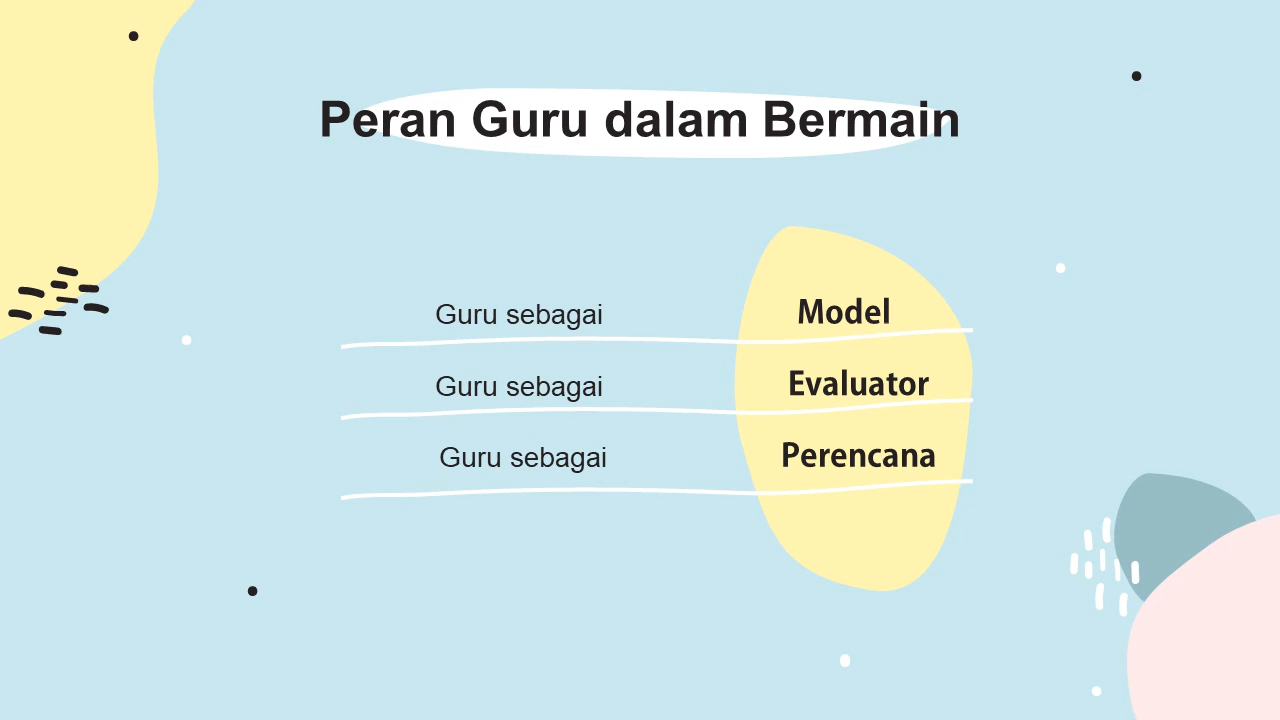 Peran Guru dalam Bermain
Guru sebagai Model
Guru sebagai Evaluator
Guru sebagai Perencana